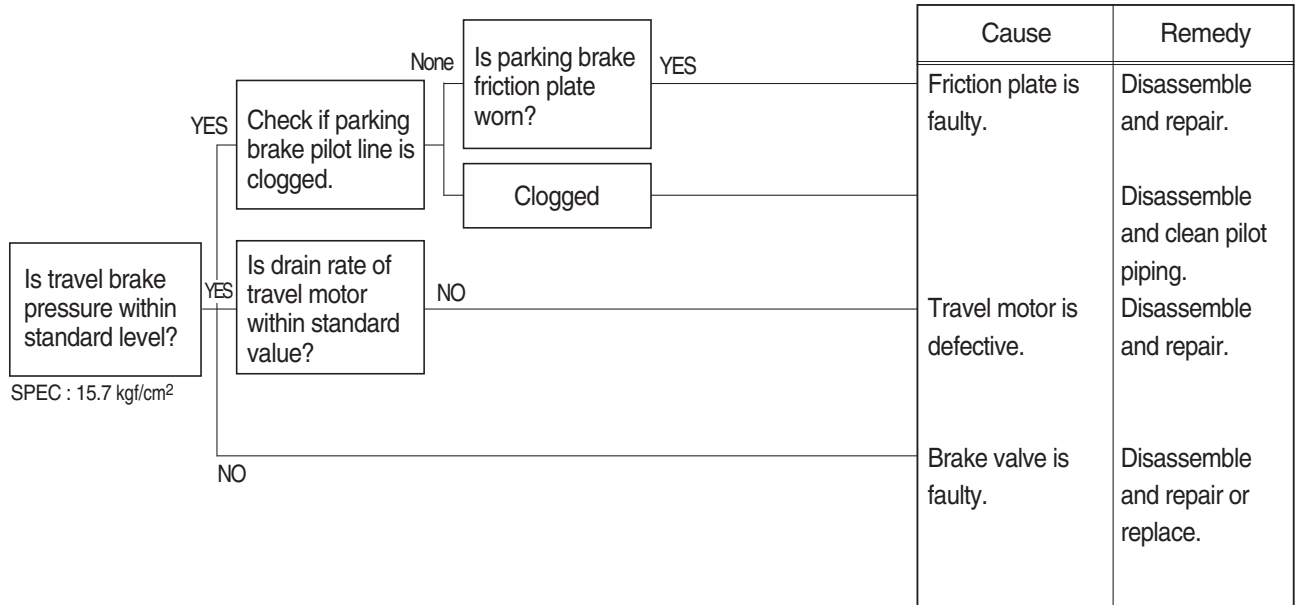 Cause
Remedy
None
Is parking brake
friction plate
worn?
YES
Friction plate is
faulty.
Disassemble
and repair.
YES
Check if parking
brake pilot line is
clogged.
Clogged
Disassemble
and clean pilot
piping.
Is travel brake
pressure within
standard level?
SPEC : 15.7 kgf/cm2
YES
Is drain rate of
travel motor
within standard
value?
NO
Travel motor is
defective.
Disassemble
and repair.
NO
Brake valve is
faulty.
Disassemble
and repair or
replace.